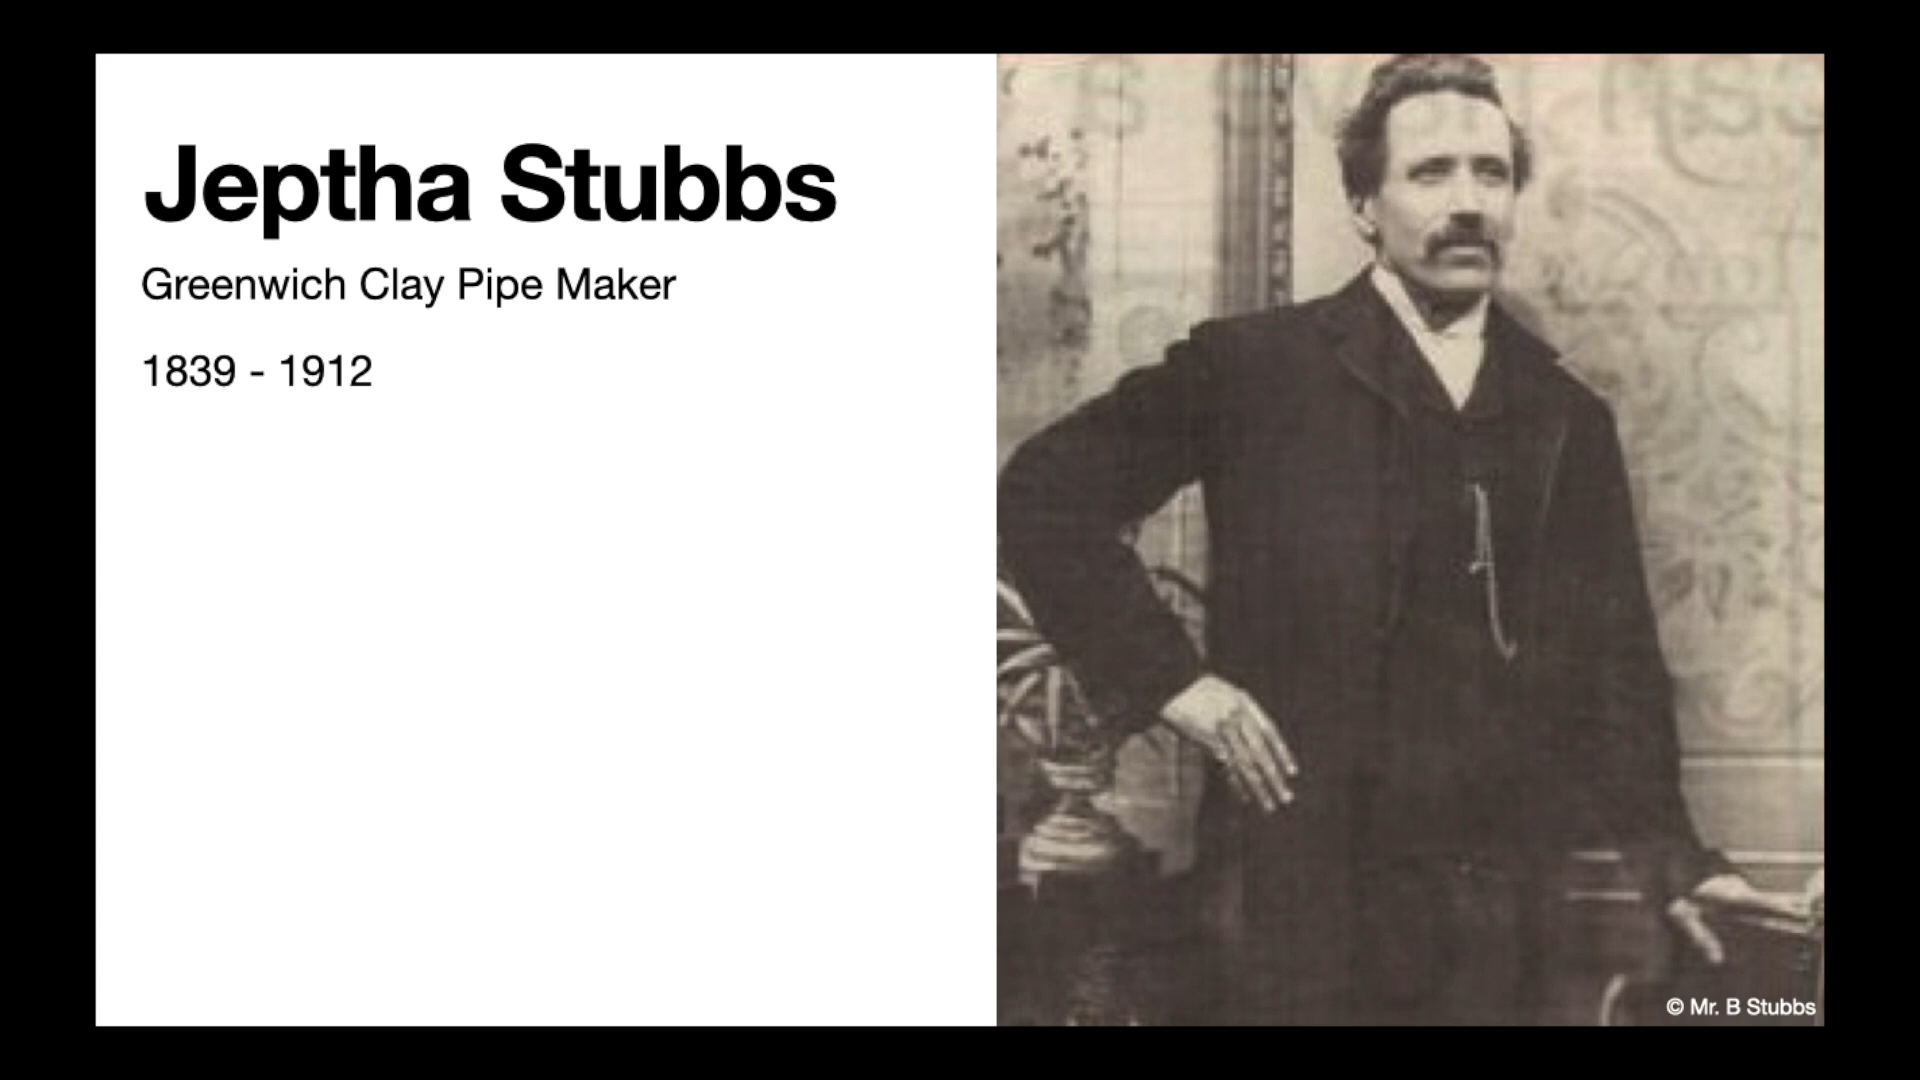 Jeptha Stubbs
Greenwich Clay Pipe Maker
1839 - 1912
© Mr. B Stubbs